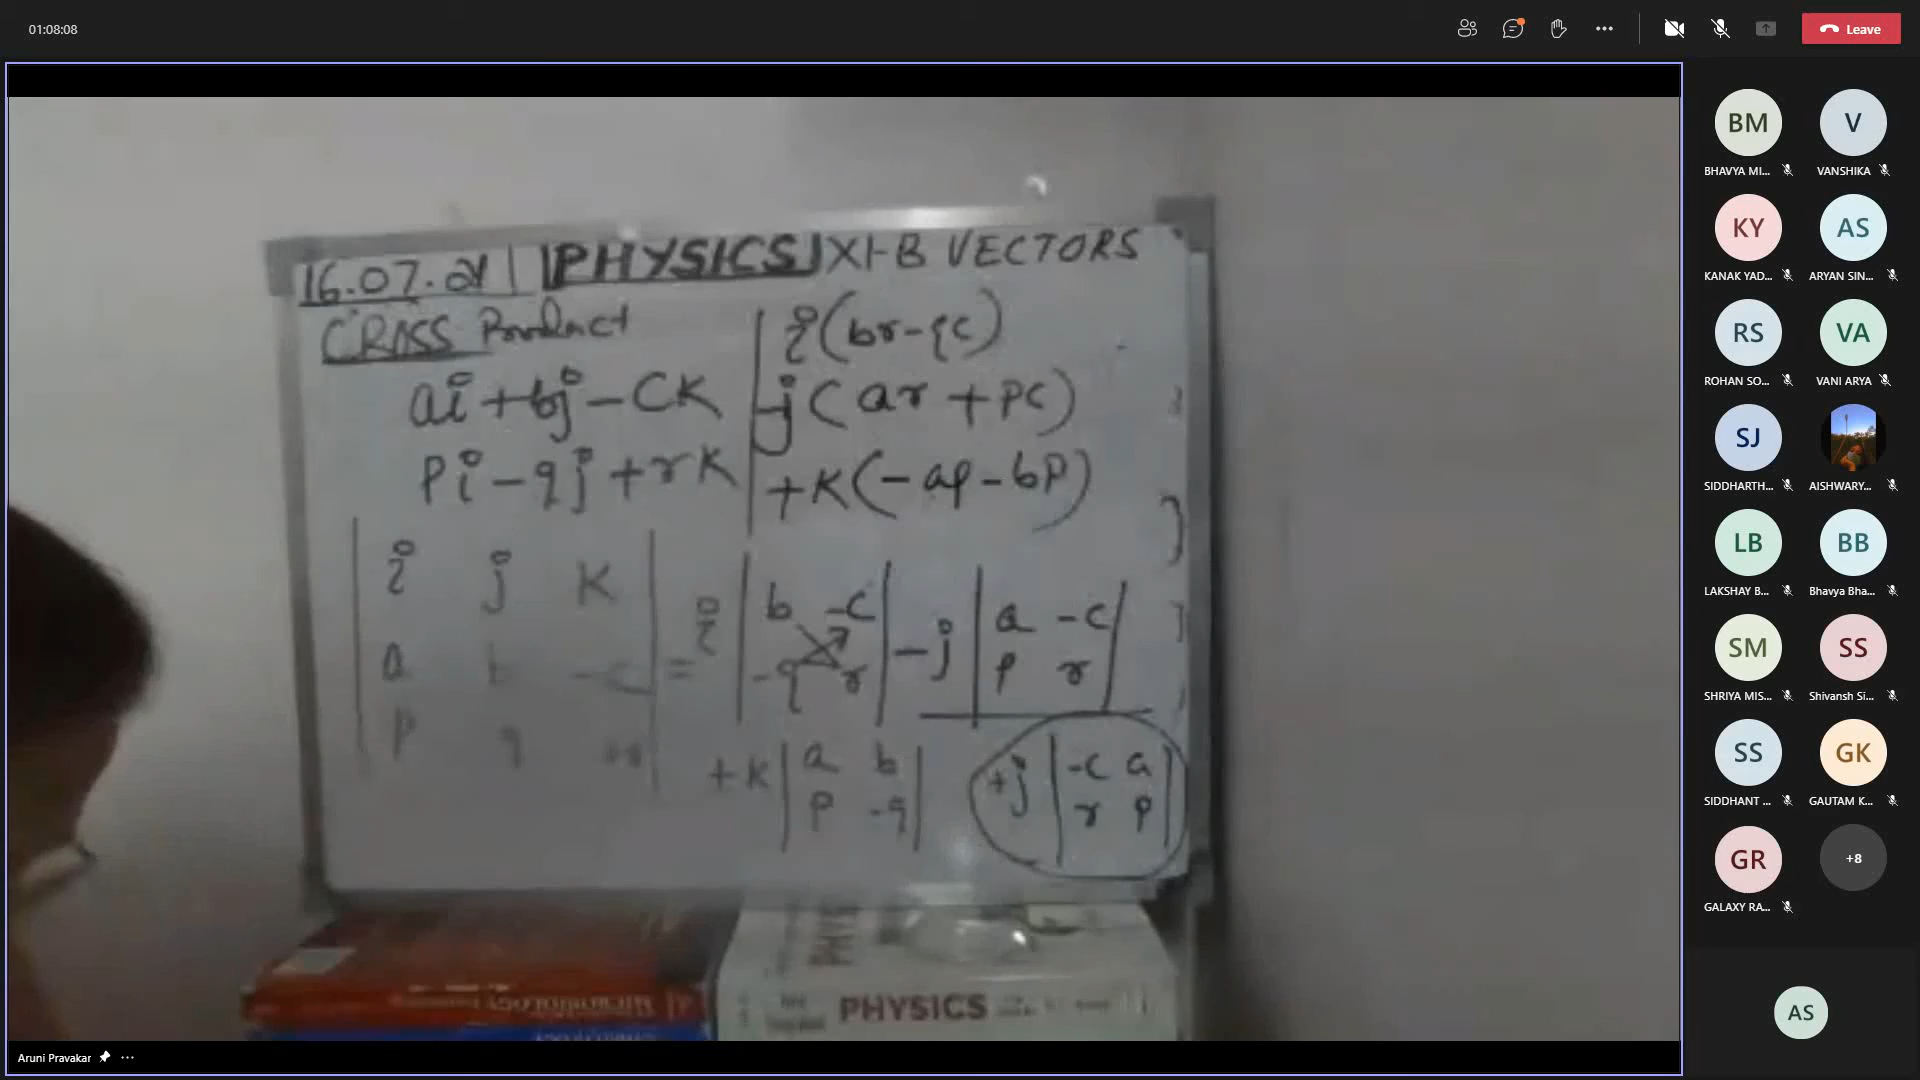 01:08:08
Leave
16.07.21 PHYSICS XI-B VECTORS
CROSS Product
ai + bj - CK
Pi - qj + rK
i(br-qc)
-j(ar + PC)
+K(-ap - bP)
i j K
a b -c
P q r
= i | b -C | - j | a -C |
-q r p r
+K | a b |
P -q
+j | -C a |
r P
PHYSICS
BHAVYA MI...
VANSHIKA
KANAK YAD...
ARYAN SIN...
ROHAN SO...
VANI ARYA
SIDDHARTH...
AISHWARY...
LAKSHAY B...
Bhavya Bha...
SHRIYA MIS...
Shivansh Si...
SIDDHANT ...
GAUTAM K...
GALAXY RA...
BM V
KY AS
RS VA
SJ
LB BB
SM SS
SS GK
GR +8
AS
Aruni Pravakar ...